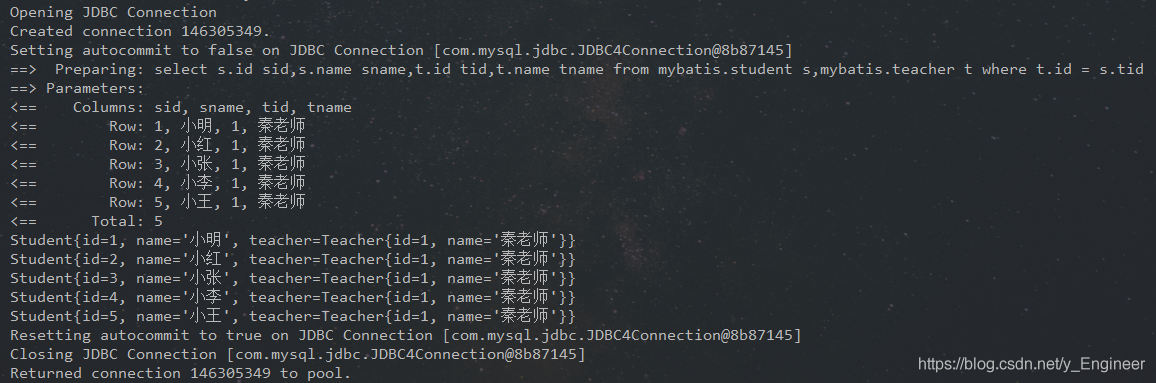 Opening JDBC Connection
Created connection 146305349.
Setting autocommit to false on JDBC Connection [com.mysql.jdbc.JDBC4Connection@8b87145]
==>  Preparing: select s.id sid,s.name sname,t.id tid,t.name tname from mybatis.student s,mybatis.teacher t where t.id = s.tid
==> Parameters:
<==    Columns: sid, sname, tid, tname
<==        Row: 1, 小明, 1, 秦老师
<==        Row: 2, 小红, 1, 秦老师
<==        Row: 3, 小张, 1, 秦老师
<==        Row: 4, 小李, 1, 秦老师
<==        Row: 5, 小王, 1, 秦老师
<==      Total: 5
Student{id=1, name='小明', teacher=Teacher{id=1, name='秦老师'}}
Student{id=2, name='小红', teacher=Teacher{id=1, name='秦老师'}}
Student{id=3, name='小张', teacher=Teacher{id=1, name='秦老师'}}
Student{id=4, name='小李', teacher=Teacher{id=1, name='秦老师'}}
Student{id=5, name='小王', teacher=Teacher{id=1, name='秦老师'}}
Resetting autocommit to true on JDBC Connection [com.mysql.jdbc.JDBC4Connection@8b87145]
Closing JDBC Connection [com.mysql.jdbc.JDBC4Connection@8b87145]
Returned connection 146305349 to pool.
https://blog.csdn.net/y_Engineer